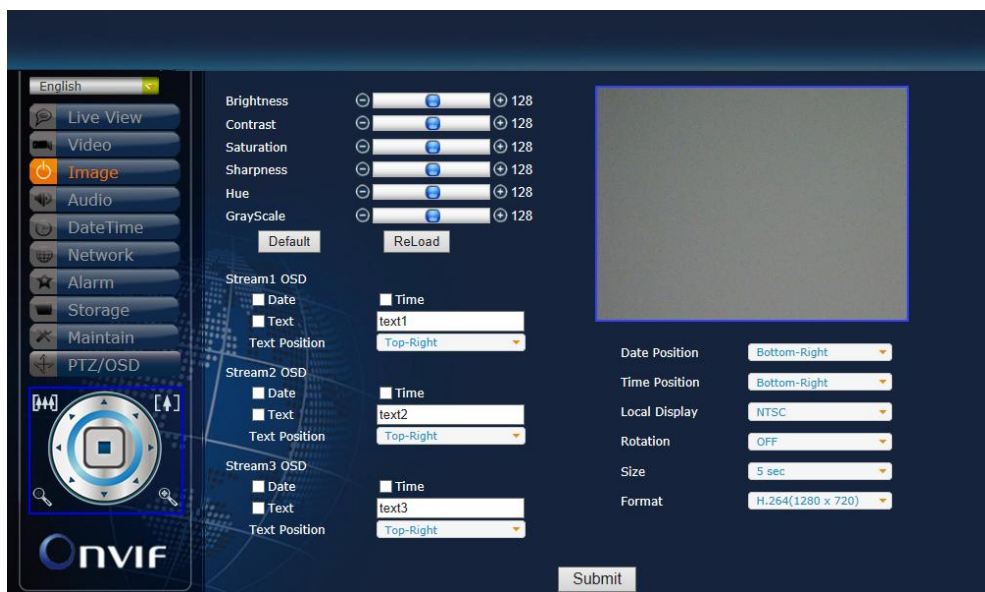 English
Live View
Video
Image
Audio
DateTime
Network
Alarm
Storage
Maintain
PTZ/OSD
Onvif
Brightness 128
Contrast 128
Saturation 128
Sharpness 128
Hue 128
GrayScale 128
Default ReLoad
Stream1 OSD
Date Time
Text text1
Text Position Top-Right
Stream2 OSD
Date Time
Text text2
Text Position Top-Right
Stream3 OSD
Date Time
Text text3
Text Position Top-Right
Date Position Bottom-Right
Time Position Bottom-Right
Local Display NTSC
Rotation OFF
Size 5 sec
Format H.264(1280 x 720)
Submit